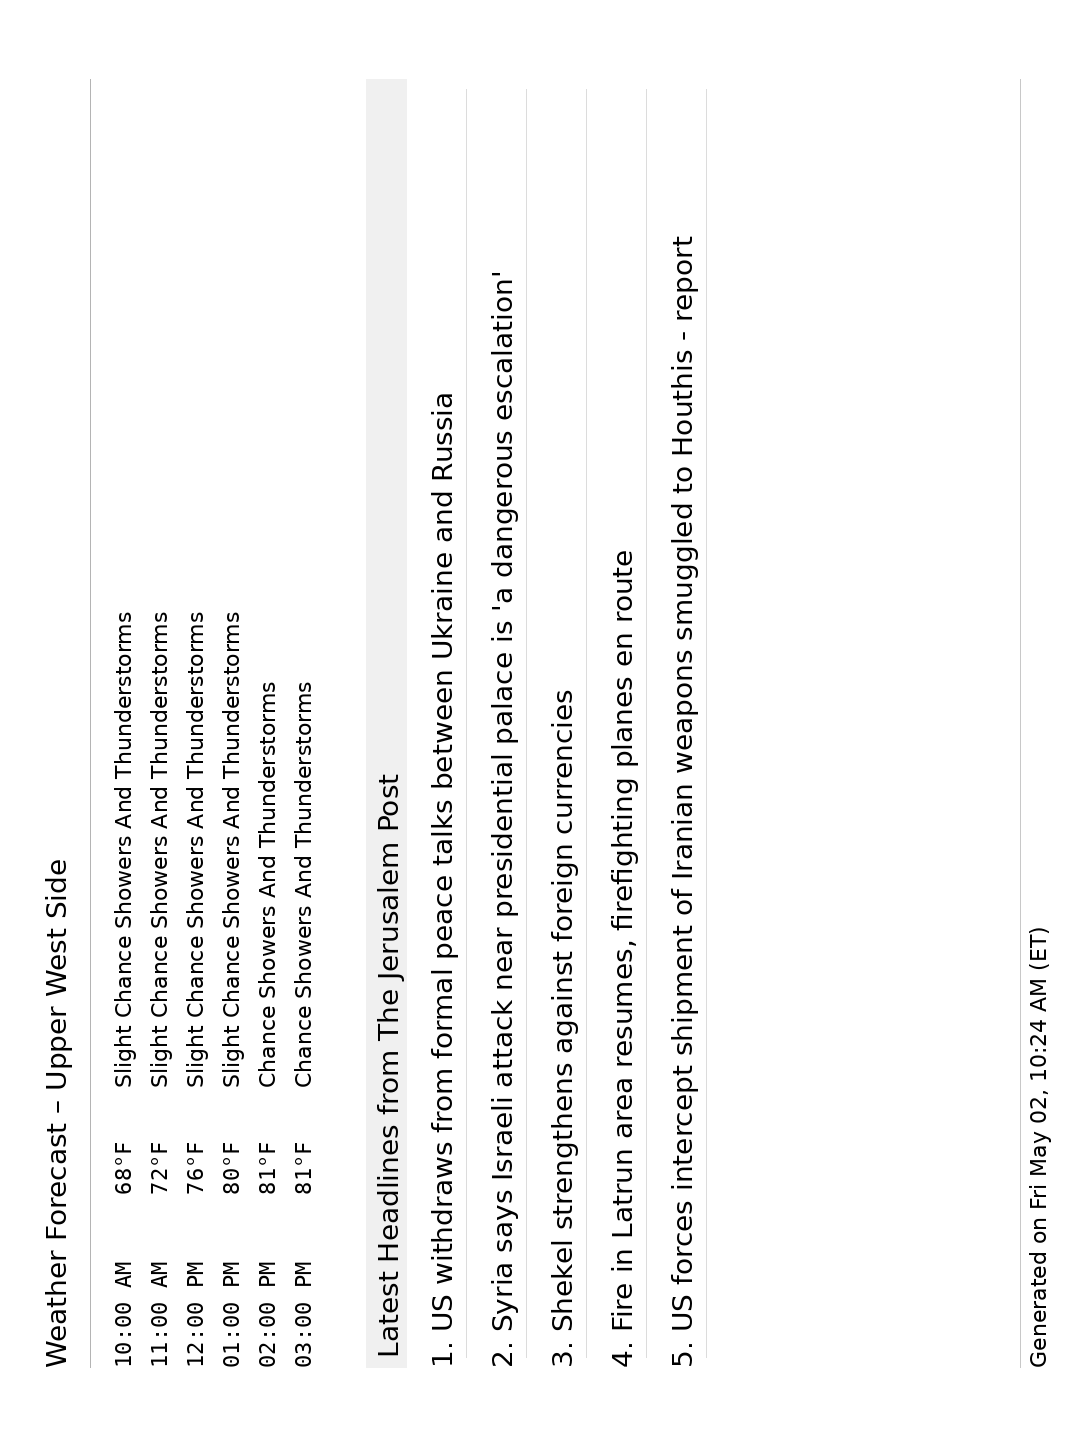 Weather Forecast – Upper West Side
10:00 AM 68°F Slight Chance Showers And Thunderstorms
11:00 AM 72°F Slight Chance Showers And Thunderstorms
12:00 PM 76°F Slight Chance Showers And Thunderstorms
01:00 PM 80°F Slight Chance Showers And Thunderstorms
02:00 PM 81°F Chance Showers And Thunderstorms
03:00 PM 81°F Chance Showers And Thunderstorms
Latest Headlines from The Jerusalem Post
1. US withdraws from formal peace talks between Ukraine and Russia
2. Syria says Israeli attack near presidential palace is 'a dangerous escalation'
3. Shekel strengthens against foreign currencies
4. Fire in Latrun area resumes, firefighting planes en route
5. US forces intercept shipment of Iranian weapons smuggled to Houthis - report
Generated on Fri May 02, 10:24 AM (ET)